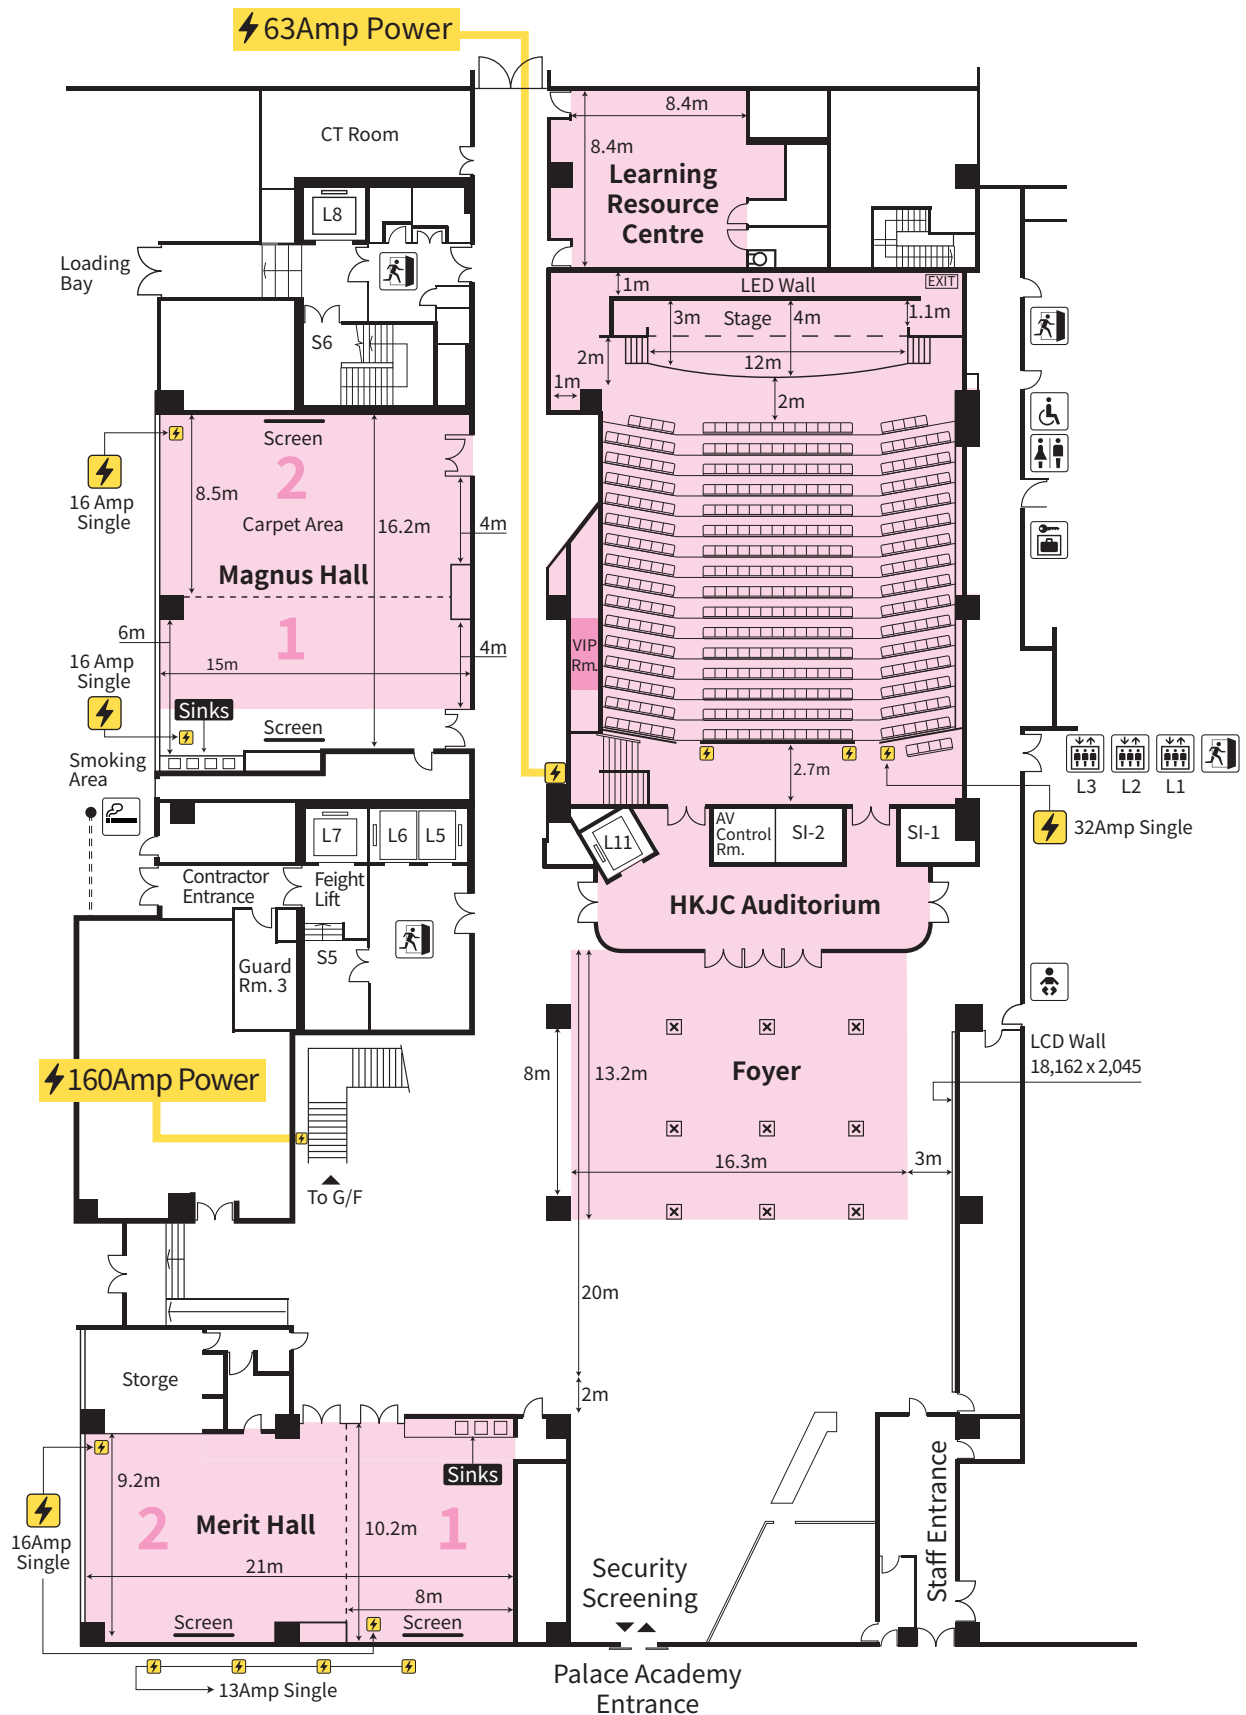 63Amp Power
CT Room
8.4m
8.4m
Learning
Resource
Centre
L8
Loading
Bay
S6
1m
LED Wall
EXIT
3m
Stage
4m
1.1m
2m
12m
1m
2m
Screen
2
8.5m
Carpet Area
16.2m
4m
16 Amp
Single
Magnus Hall
6m
1
15m
4m
16 Amp
Single
Sinks
Screen
VIP
Rm.
Smoking
Area
2.7m
L3
L2
L1
32Amp Single
L7
L6
L5
L11
AV
Control
Rm.
SI-2
SI-1
Contractor
Entrance
Feight
Lift
HKJC Auditorium
S5
Guard
Rm. 3
LCD Wall
18,162 x 2,045
160Amp Power
8m
13.2m
Foyer
16.3m
3m
To G/F
20m
2m
Storge
Sinks
9.2m
2
Merit Hall
10.2m
1
16Amp
Single
21m
8m
Screen
Screen
13Amp Single
Security
Screening
Staff Entrance
Palace Academy
Entrance